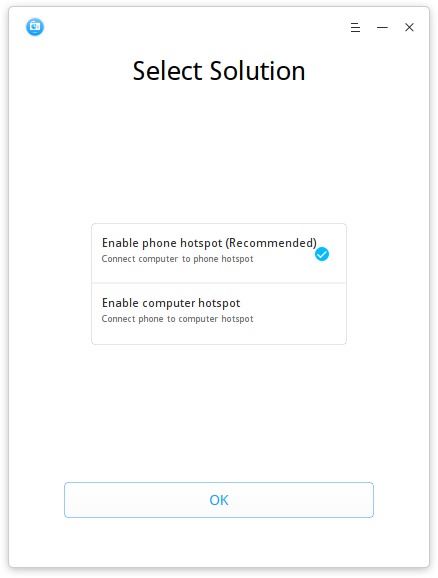 Select Solution
Enable phone hotspot (Recommended)
Connect computer to phone hotspot
Enable computer hotspot
Connect phone to computer hotspot
OK